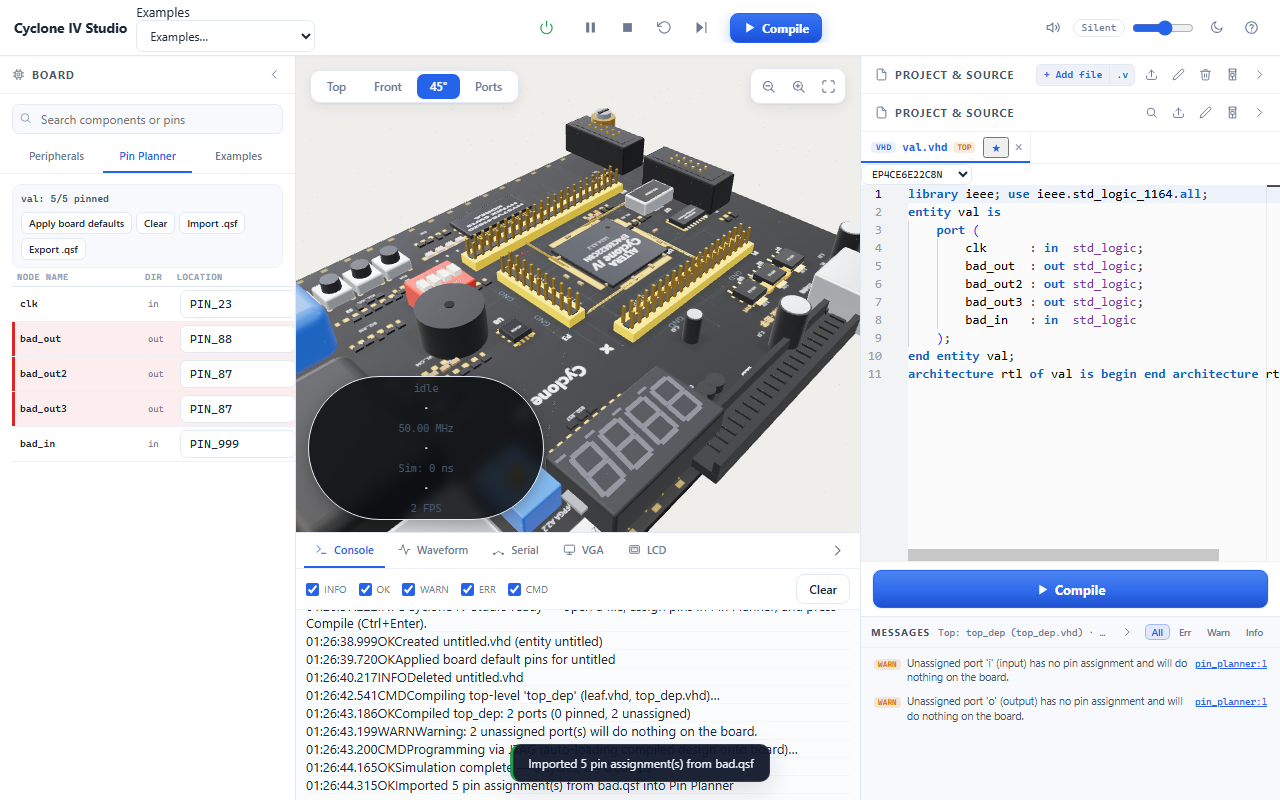 Cyclone IV Studio
Examples
Examples...
Compile
Silent
BOARD
Search components or pins
Peripherals
Pin Planner
Examples
val: 5/5 pinned
Apply board defaults
Clear
Import .qsf
Export .qsf
NODE NAME DIR LOCATION
clk in PIN_23
bad_out out PIN_88
bad_out2 out PIN_87
bad_out3 out PIN_87
bad_in in PIN_999
Top
Front
45°
Ports
ALTERA
Cyclone IV
GND
GND
GND
P3
Cyclone
idle
·
50.00 MHz
·
Sim: 0 ns
·
2 FPS
Console
Waveform
Serial
VGA
LCD
INFO
OK
WARN
ERR
CMD
Clear
Compile (Ctrl+Enter).
01:26:38.999OKCreated untitled.vhd (entity untitled)
01:26:39.720OKApplied board default pins for untitled
01:26:40.217INFODeleted untitled.vhd
01:26:42.541CMDCompiling top-level 'top_dep' (leaf.vhd, top_dep.vhd)...
01:26:43.186OKCompiled top_dep: 2 ports (0 pinned, 2 unassigned)
01:26:43.199WARNWarning: 2 unassigned port(s) will do nothing on the board.
01:26:43.200CMDProgramming via JTAG (auto-loading compiled design onto board)...
01:26:44.165OKSimulation complete
01:26:44.315OKImported 5 pin assignment(s) from bad.qsf into Pin Planner
Imported 5 pin assignment(s) from bad.qsf
PROJECT & SOURCE
+ Add file
.v
PROJECT & SOURCE
VHD val.vhd TOP ★ ×
EP4CE6E22C8N
1 library ieee; use ieee.std_logic_1164.all;
2 entity val is
3 port (
4 clk : in std_logic;
5 bad_out : out std_logic;
6 bad_out2 : out std_logic;
7 bad_out3 : out std_logic;
8 bad_in : in std_logic
9 );
10 end entity val;
11 architecture rtl of val is begin end architecture rt
Compile
MESSAGES Top: top_dep (top_dep.vhd) · …
All
Err
Warn
Info
WARN Unassigned port 'i' (input) has no pin assignment and will do nothing on the board. pin_planner:1
WARN Unassigned port 'o' (output) has no pin assignment and will do nothing on the board. pin_planner:1